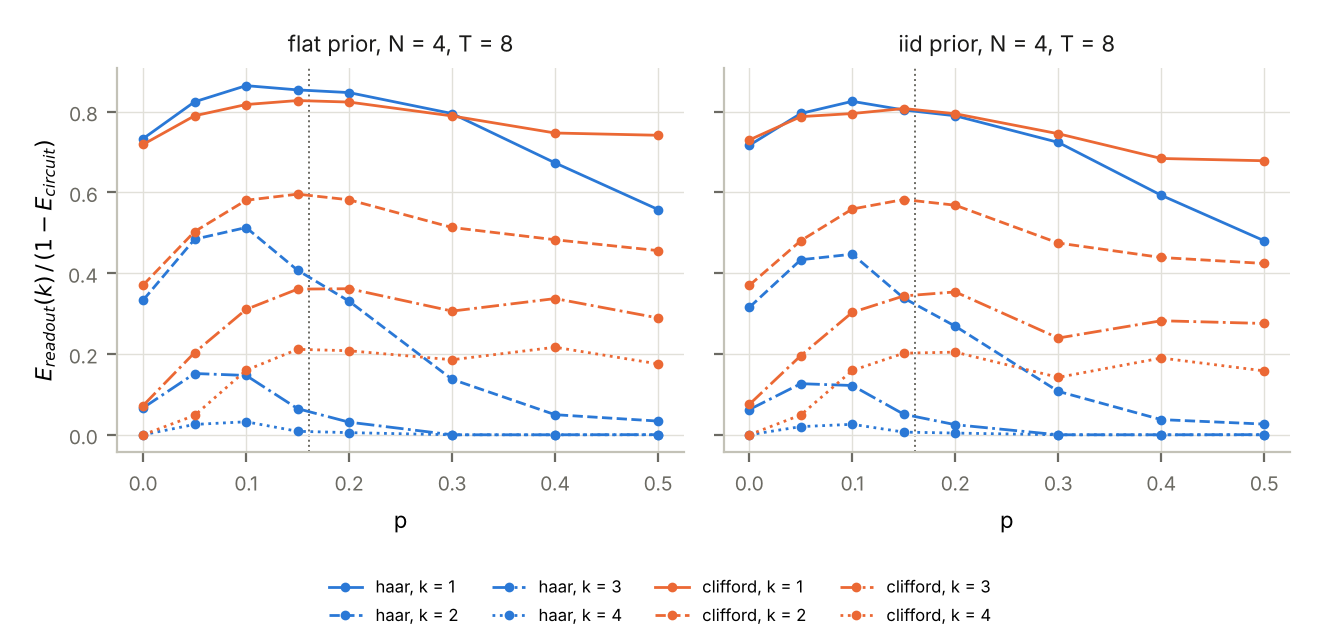 flat prior, N = 4, T = 8
iid prior, N = 4, T = 8
E_readout(k) / (1 − E_circuit)
0.8
0.6
0.4
0.2
0.0
0.0 0.1 0.2 0.3 0.4 0.5
0.0 0.1 0.2 0.3 0.4 0.5
p
p
haar, k = 1 haar, k = 3 clifford, k = 1 clifford, k = 3
haar, k = 2 haar, k = 4 clifford, k = 2 clifford, k = 4